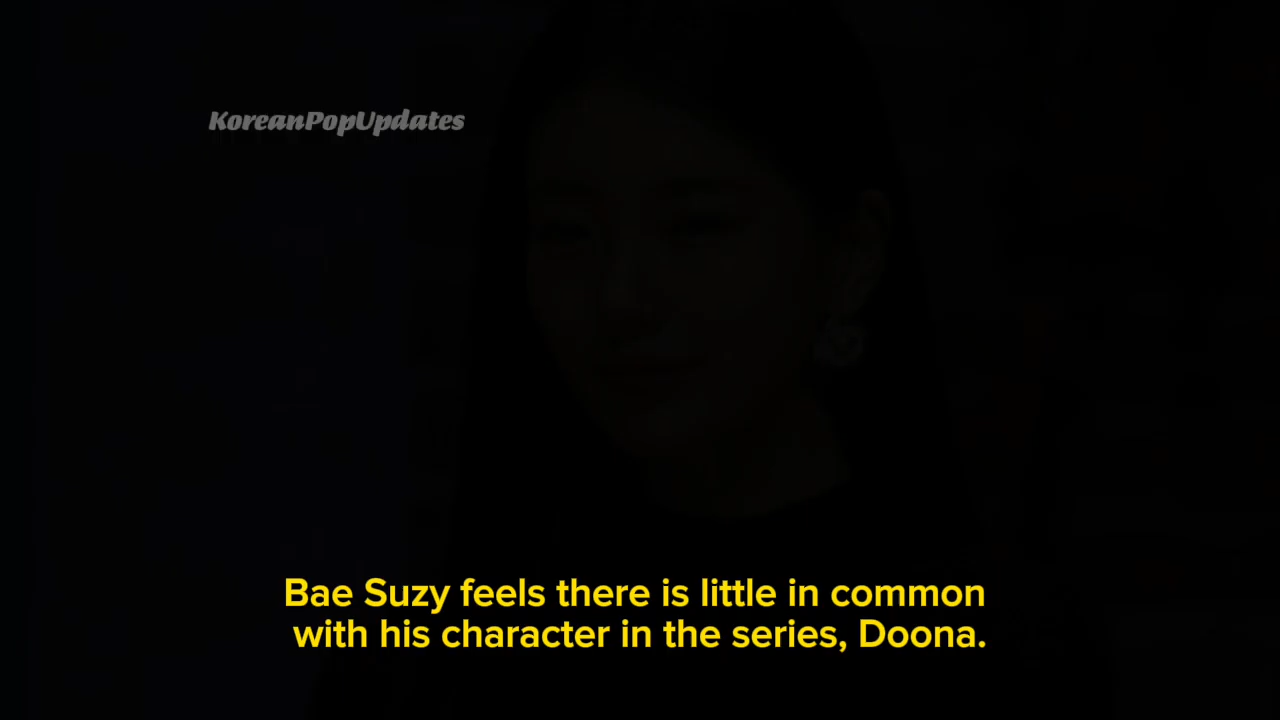 KoreanPopUpdates
Bae Suzy feels there is little in common
with his character in the series, Doona.